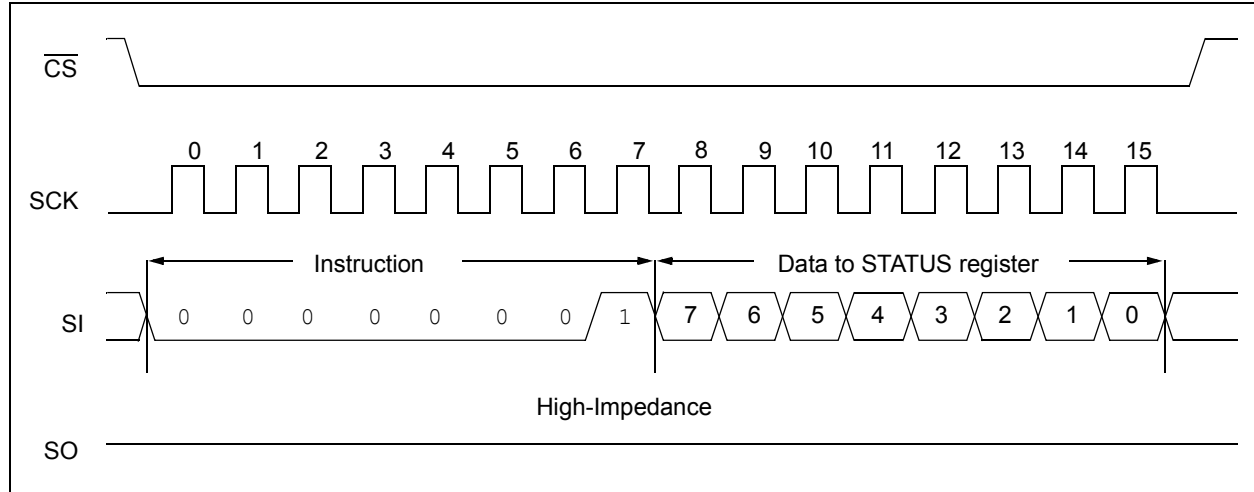 CS
0 1 2 3 4 5 6 7 8 9 10 11 12 13 14 15
SCK
Instruction Data to STATUS register
SI 0 0 0 0 0 0 0 1 7 6 5 4 3 2 1 0
High-Impedance
SO